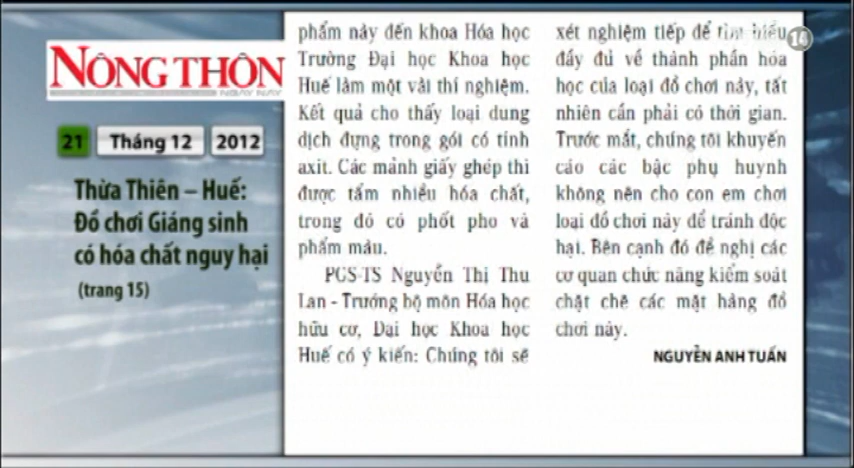 NÔNG THÔN
NGÀY NAY
21 Tháng 12 2012
Thừa Thiên – Huế:
Đồ chơi Giáng sinh
có hóa chất nguy hại
(trang 15)
phẩm này đến khoa Hóa học
Trường Đại học Khoa học
Huế làm một vài thí nghiệm.
Kết quả cho thấy loại dung
dịch đựng trong gói có tính
axit. Các mảnh giấy ghép thì
được tẩm nhiều hóa chất,
trong đó có phốt pho và
phẩm màu.
PGS-TS Nguyễn Thị Thu
Lan - Trưởng bộ môn Hóa học
hữu cơ, Đại học Khoa học
Huế có ý kiến: Chúng tôi sẽ
xét nghiệm tiếp để tìm hiểu
đầy đủ về thành phần hóa
học của loại đồ chơi này, tất
nhiên cần phải có thời gian.
Trước mắt, chúng tôi khuyến
cáo các bậc phụ huynh
không nên cho con em chơi
loại đồ chơi này để tránh độc
hại. Bên cạnh đó đề nghị các
cơ quan chức năng kiểm soát
chặt chẽ các mặt hàng đồ
chơi này.
NGUYỄN ANH TUẤN
14